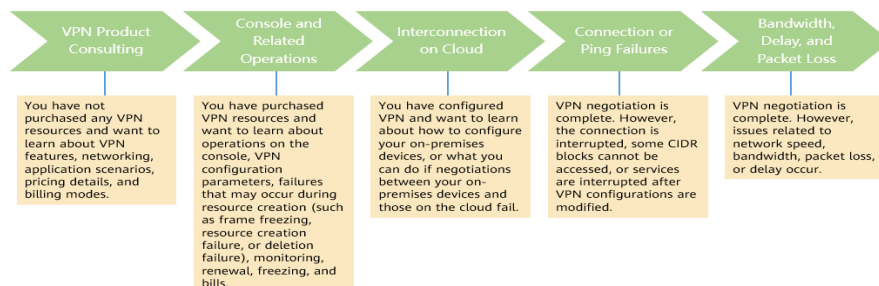 VPN Product
Consulting
Console and
Related
Operations
Interconnection
on Cloud
Connection or
Ping Failures
Bandwidth,
Delay, and
Packet Loss
You have not
purchased any VPN
resources and want to
learn about VPN
features, networking,
application scenarios,
pricing details, and
billing modes.
You have purchased
VPN resources and
want to learn about
operations on the
console, VPN
configuration
parameters, failures
that may occur during
resource creation (such
as frame freezing,
resource creation
failure, or deletion
failure), monitoring,
renewal, freezing, and
bills.
You have configured
VPN and want to learn
about how to configure
your on-premises
devices, or what you
can do if negotiations
between your on-
premises devices and
those on the cloud fail.
VPN negotiation is
complete. However,
the connection is
interrupted, some CIDR
blocks cannot be
accessed, or services
are interrupted after
VPN configurations are
modified.
VPN negotiation is
complete. However,
issues related to
network speed,
bandwidth, packet loss,
or delay occur.